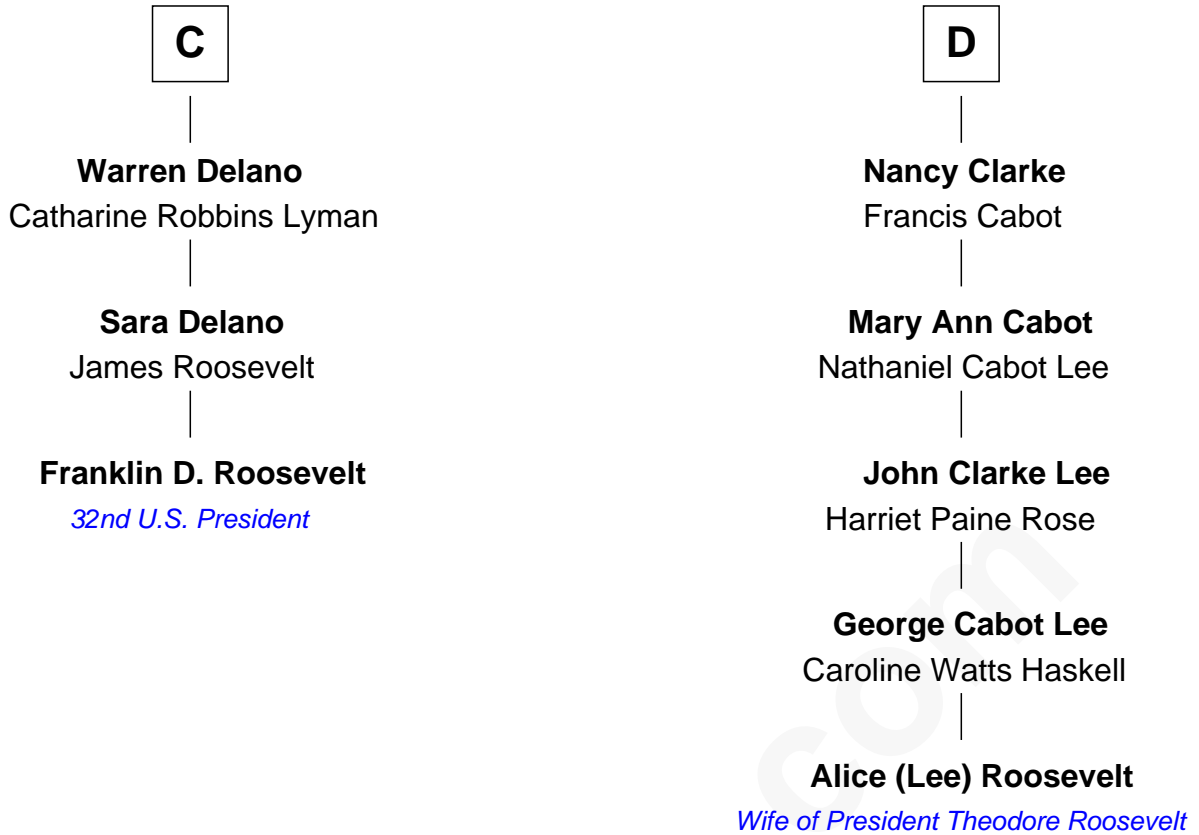 C
Warren Delano
Catharine Robbins Lyman
Sara Delano
James Roosevelt
Franklin D. Roosevelt
32nd U.S. President
D
Nancy Clarke
Francis Cabot
Mary Ann Cabot
Nathaniel Cabot Lee
John Clarke Lee
Harriet Paine Rose
George Cabot Lee
Caroline Watts Haskell
Alice (Lee) Roosevelt
Wife of President Theodore Roosevelt
com